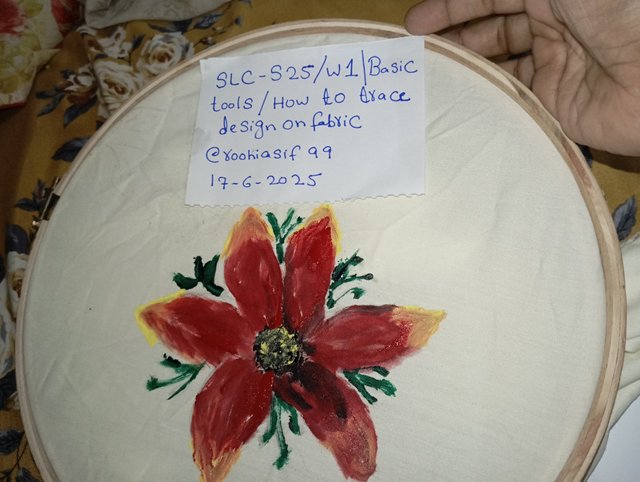 SLC-S25/W1|Basic
tools/How to trace
design on fabric
@rookiasif 99
17-6-2025